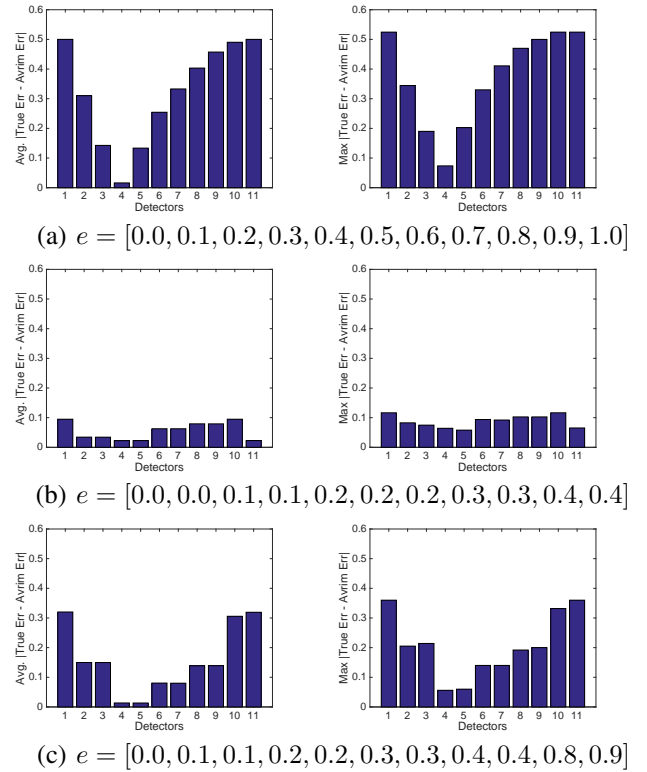 0.6 0.5 0.4 0.3 0.2 0.1 0
Avg. |True Err - Avrim Err|
1 2 3 4 5 6 7 8 9 10 11
Detectors
0.6 0.5 0.4 0.3 0.2 0.1 0
Max |True Err - Avrim Err|
1 2 3 4 5 6 7 8 9 10 11
Detectors
(a) e = [0.0, 0.1, 0.2, 0.3, 0.4, 0.5, 0.6, 0.7, 0.8, 0.9, 1.0]
0.6 0.5 0.4 0.3 0.2 0.1 0
Avg. |True Err - Avrim Err|
1 2 3 4 5 6 7 8 9 10 11
Detectors
0.6 0.5 0.4 0.3 0.2 0.1 0
Max |True Err - Avrim Err|
1 2 3 4 5 6 7 8 9 10 11
Detectors
(b) e = [0.0, 0.0, 0.1, 0.1, 0.2, 0.2, 0.2, 0.3, 0.3, 0.4, 0.4]
0.6 0.5 0.4 0.3 0.2 0.1 0
Avg. |True Err - Avrim Err|
1 2 3 4 5 6 7 8 9 10 11
Detectors
0.6 0.5 0.4 0.3 0.2 0.1 0
Max |True Err - Avrim Err|
1 2 3 4 5 6 7 8 9 10 11
Detectors
(c) e = [0.0, 0.1, 0.1, 0.2, 0.2, 0.3, 0.3, 0.4, 0.4, 0.8, 0.9]